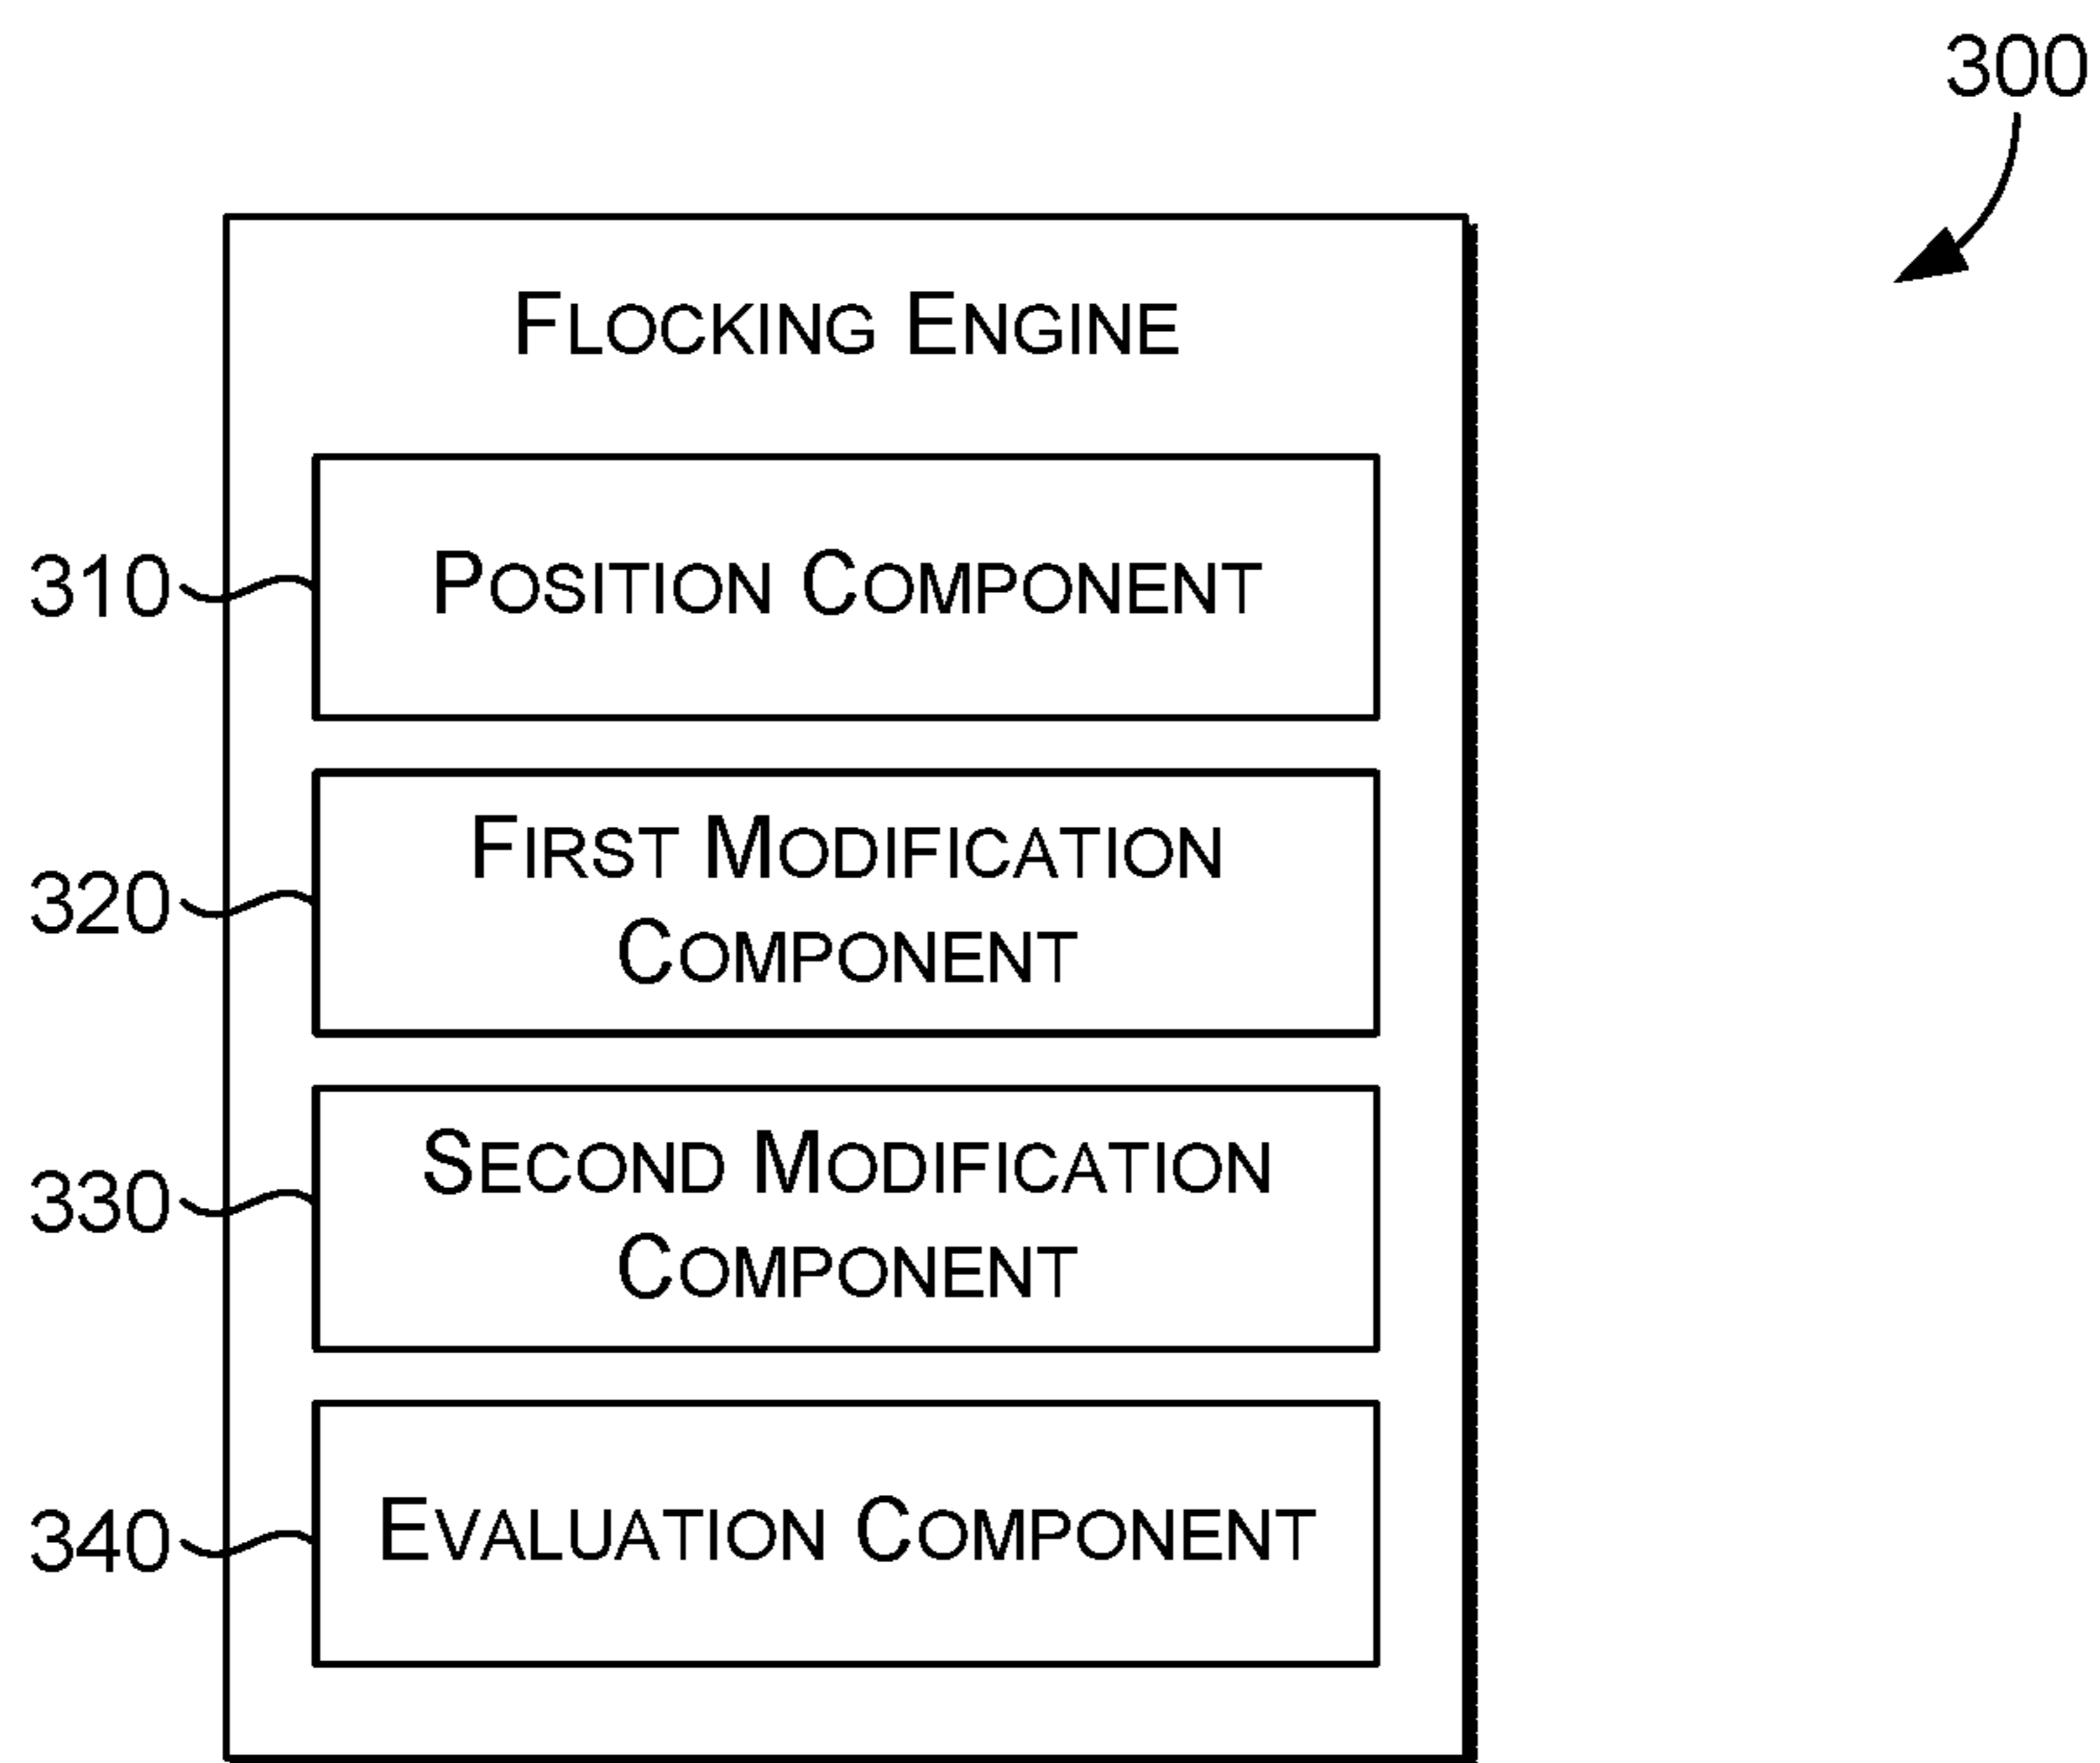 300
FLOCKING ENGINE
310
POSITION COMPONENT
320
FIRST MODIFICATION
COMPONENT
330
SECOND MODIFICATION
COMPONENT
340
EVALUATION COMPONENT